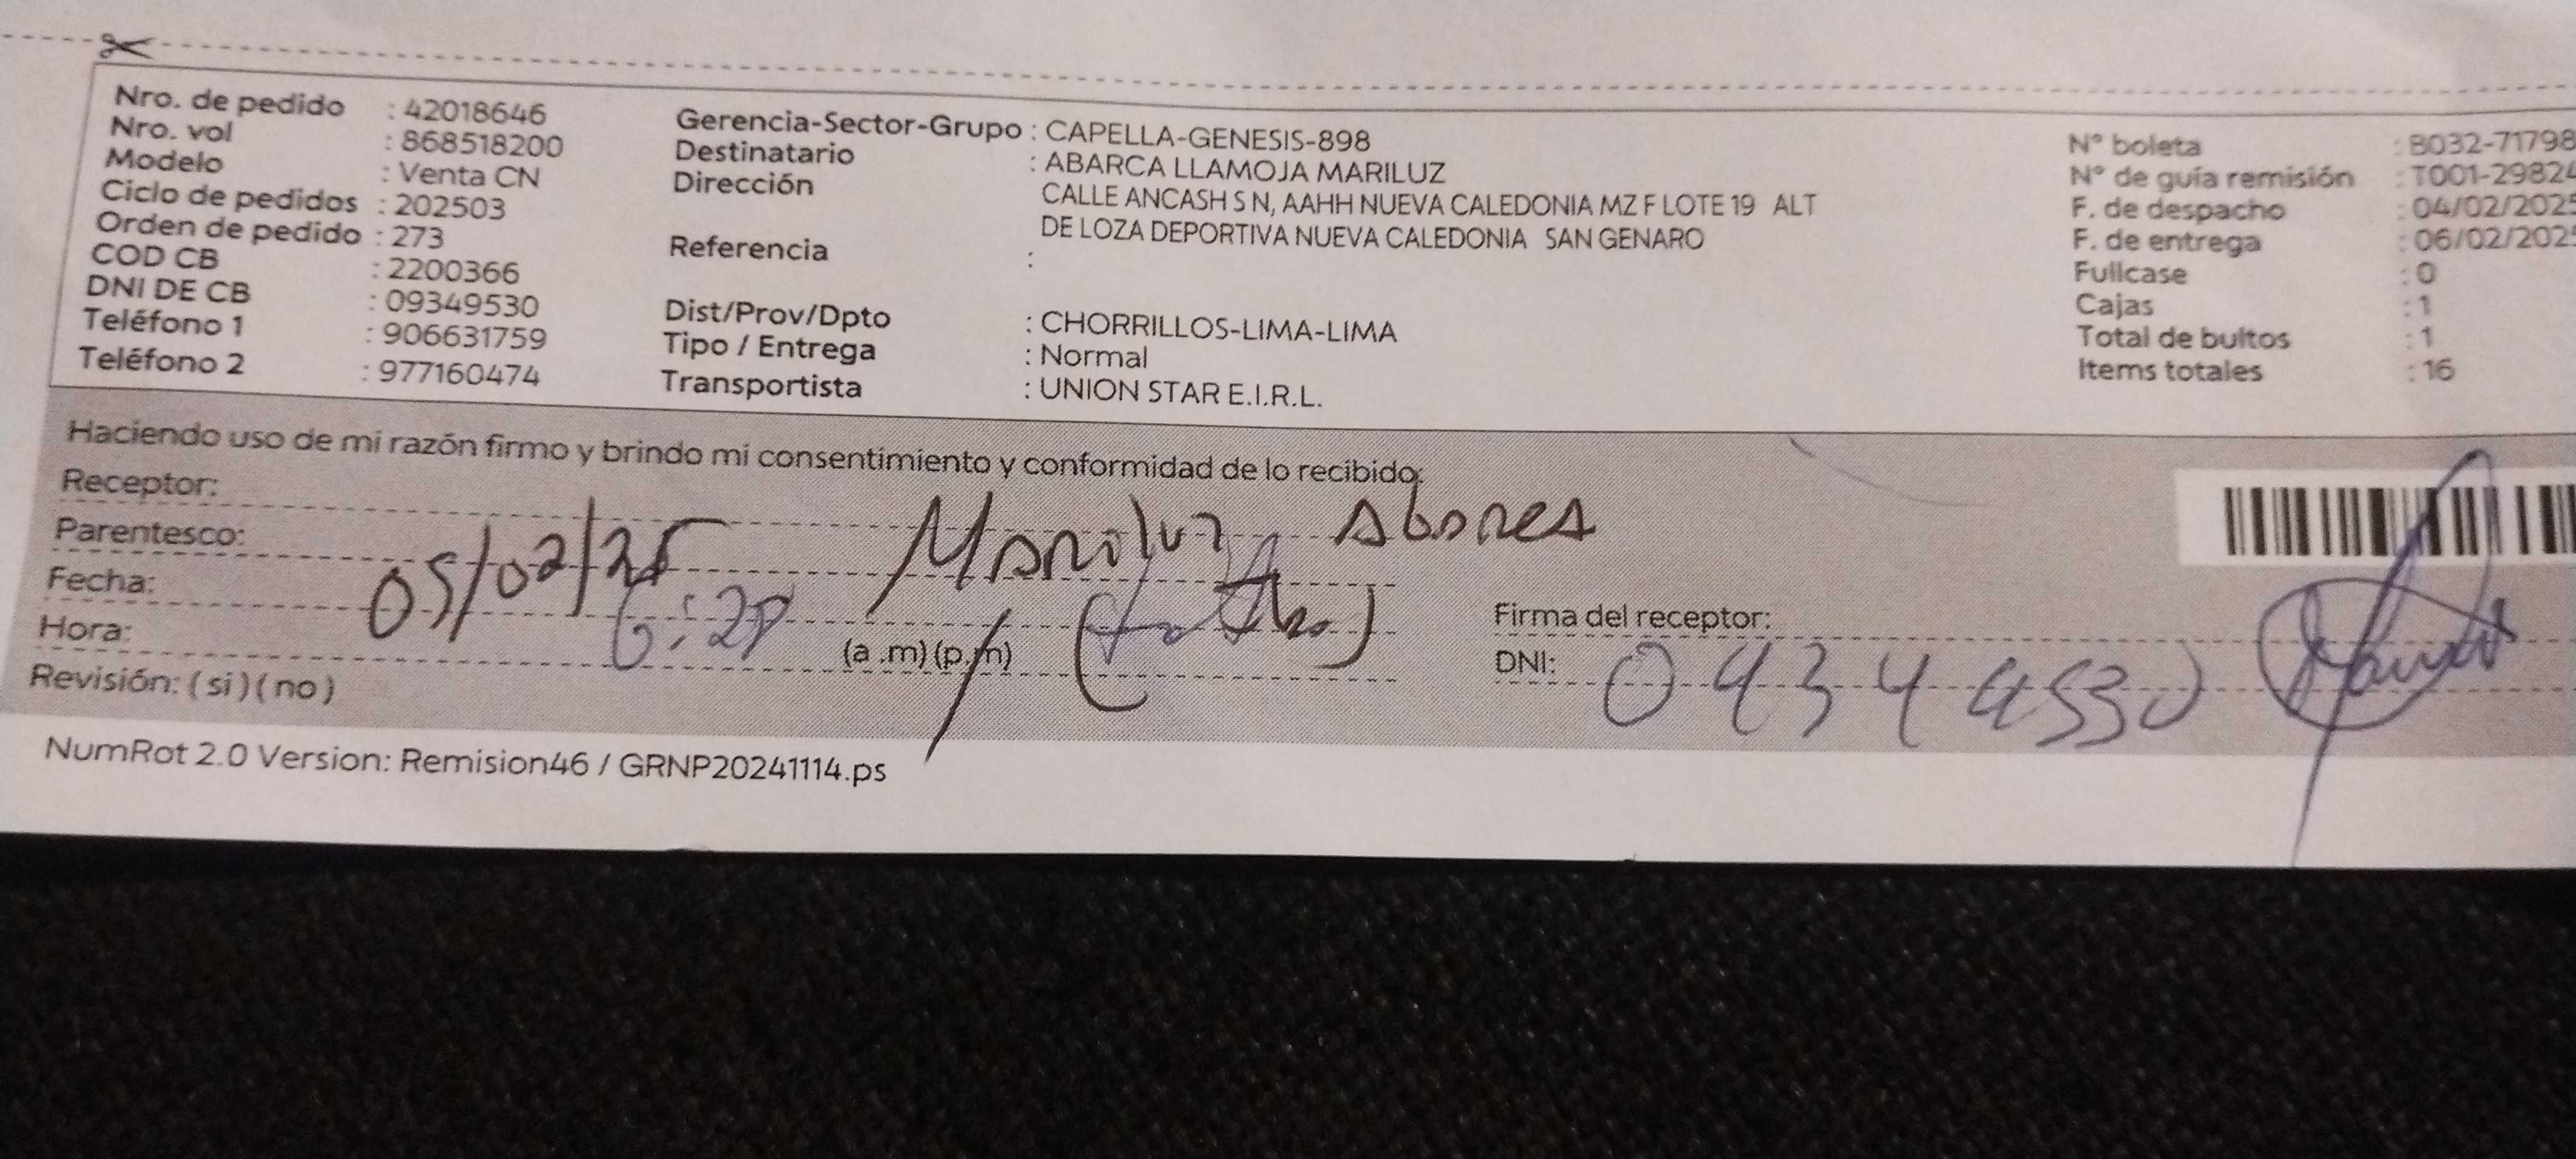 Nro. de pedido : 42018646
Nro. vol : 868518200
Modelo : Venta CN
Ciclo de pedidos : 202503
Orden de pedido : 273
COD CB : 2200366
DNI DE CB : 09349530
Teléfono 1 : 906631759
Teléfono 2 : 977160474
Gerencia-Sector-Grupo : CAPELLA-GENESIS-898
Destinatario : ABARCA LLAMOJA MARILUZ
Dirección CALLE ANCASH S N, AAHH NUEVA CALEDONIA MZ F LOTE 19 ALT
DE LOZA DEPORTIVA NUEVA CALEDONIA SAN GENARO
Referencia :
Dist/Prov/Dpto : CHORRILLOS-LIMA-LIMA
Tipo / Entrega : Normal
Transportista : UNION STAR E.I.R.L.
N° boleta : B032-71798
N° de guía remisión : T001-29824
F. de despacho : 04/02/2025
F. de entrega : 06/02/2025
Fullcase : 0
Cajas : 1
Total de bultos : 1
Items totales : 16
Haciendo uso de mi razón firmo y brindo mi consentimiento y conformidad de lo recibido:
Receptor: Mariluz Abarca
Parentesco:
Fecha: 05/02/25
Hora: (a .m) (p.m)
Revisión: ( si ) ( no )
Firma del receptor:
DNI:
NumRot 2.0 Version: Remision46 / GRNP20241114.ps